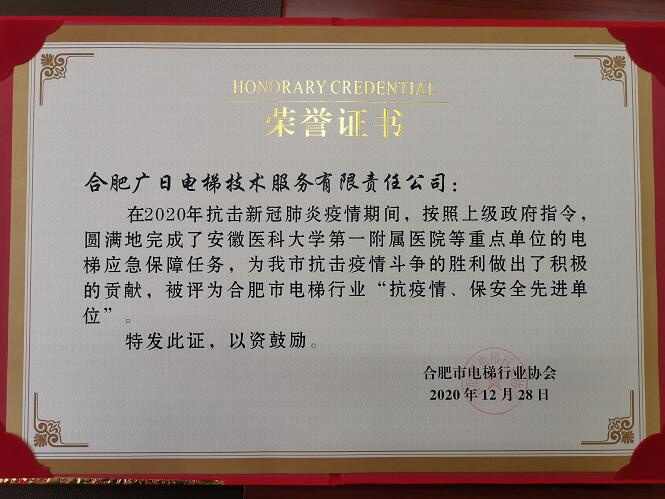 HONORARY CREDENTIAL
荣誉证书
合肥广日电梯技术服务有限责任公司：
在2020年抗击新冠肺炎疫情期间，按照上级政府指令，
圆满地完成了安徽医科大学第一附属医院等重点单位的电
梯应急保障任务，为我市抗击疫情斗争的胜利做出了积极
的贡献，被评为合肥市电梯行业“抗疫情、保安全先进单
位”。
特发此证，以资鼓励。
合肥市电梯行业协会
2020年12月28日